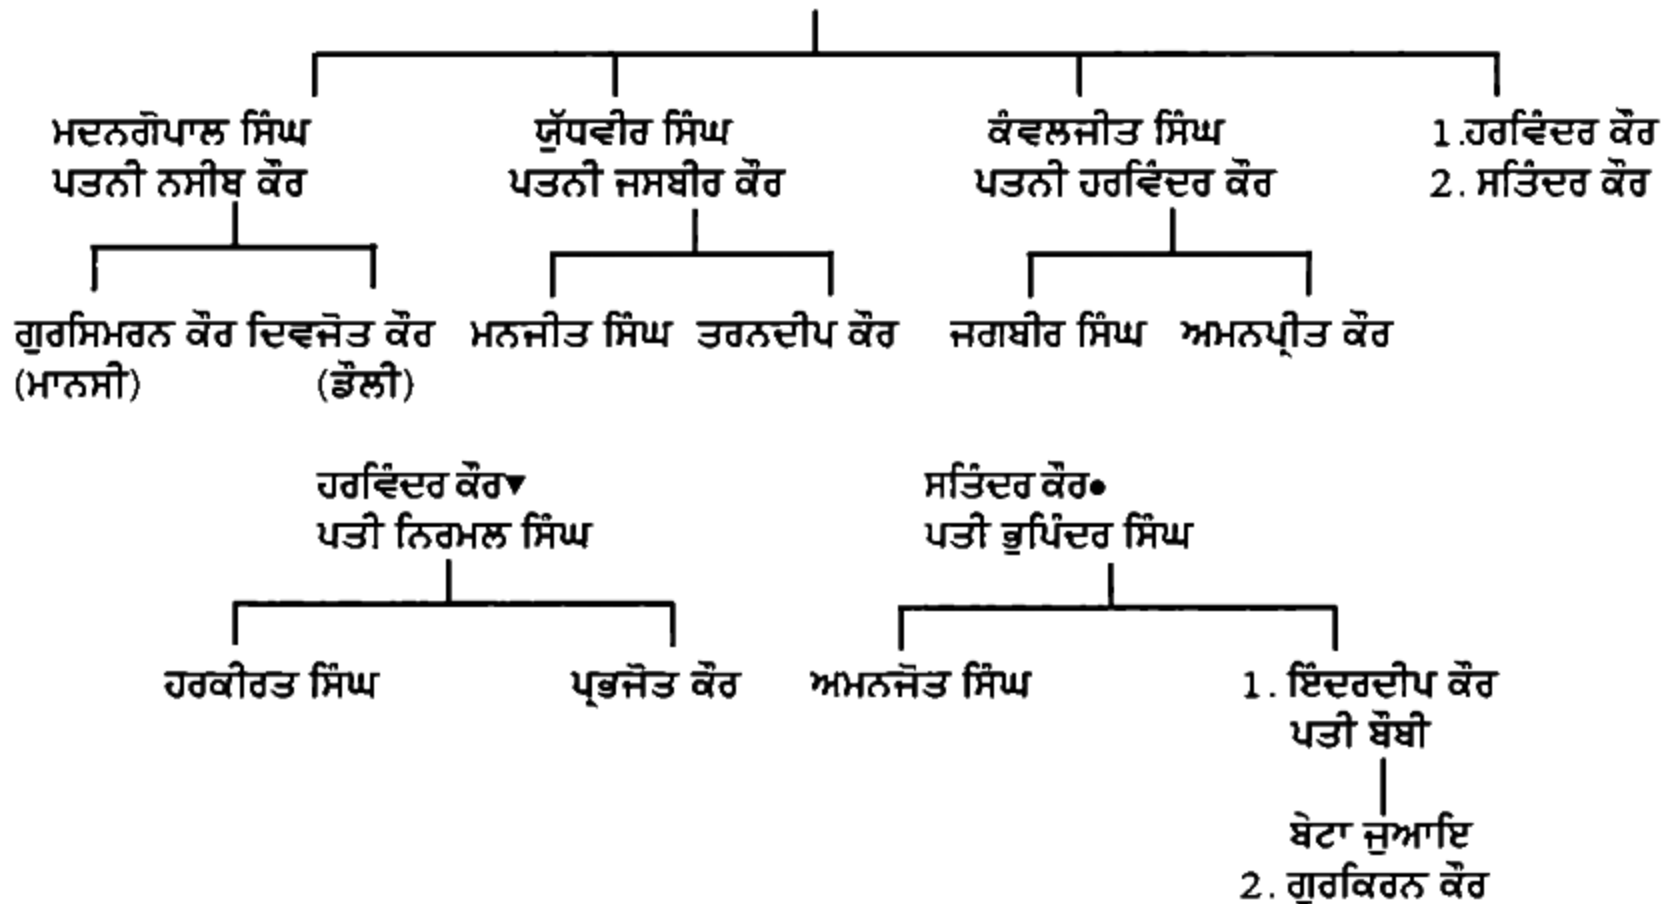 ਮਦਨਗੋਪਾਲ ਸਿੰਘ ਯੁੱਧਵੀਰ ਸਿੰਘ ਕੰਵਲਜੀਤ ਸਿੰਘ 1.ਹਰਵਿੰਦਰ ਕੌਰ
ਪਤਨੀ ਨਸੀਬ ਕੌਰ ਪਤਨੀ ਜਸਬੀਰ ਕੌਰ ਪਤਨੀ ਹਰਵਿੰਦਰ ਕੌਰ 2. ਸਤਿੰਦਰ ਕੌਰ
ਗੁਰਸਿਮਰਨ ਕੌਰ ਦਿਵਜੋਤ ਕੌਰ ਮਨਜੀਤ ਸਿੰਘ ਤਰਨਦੀਪ ਕੌਰ ਜਗਬੀਰ ਸਿੰਘ ਅਮਨਪ੍ਰੀਤ ਕੌਰ
(ਮਾਨਸੀ) (ਡੌਲੀ)
ਹਰਵਿੰਦਰ ਕੌਰ▾ ਸਤਿੰਦਰ ਕੌਰ●
ਪਤੀ ਨਿਰਮਲ ਸਿੰਘ ਪਤੀ ਭੁਪਿੰਦਰ ਸਿੰਘ
ਹਰਕੀਰਤ ਸਿੰਘ ਪ੍ਰਭਜੋਤ ਕੌਰ ਅਮਨਜੋਤ ਸਿੰਘ 1. ਇੰਦਰਦੀਪ ਕੌਰ
ਪਤੀ ਬੌਬੀ
ਬੇਟਾ ਜੁਆਇ
2. ਗੁਰਕਿਰਨ ਕੌਰ